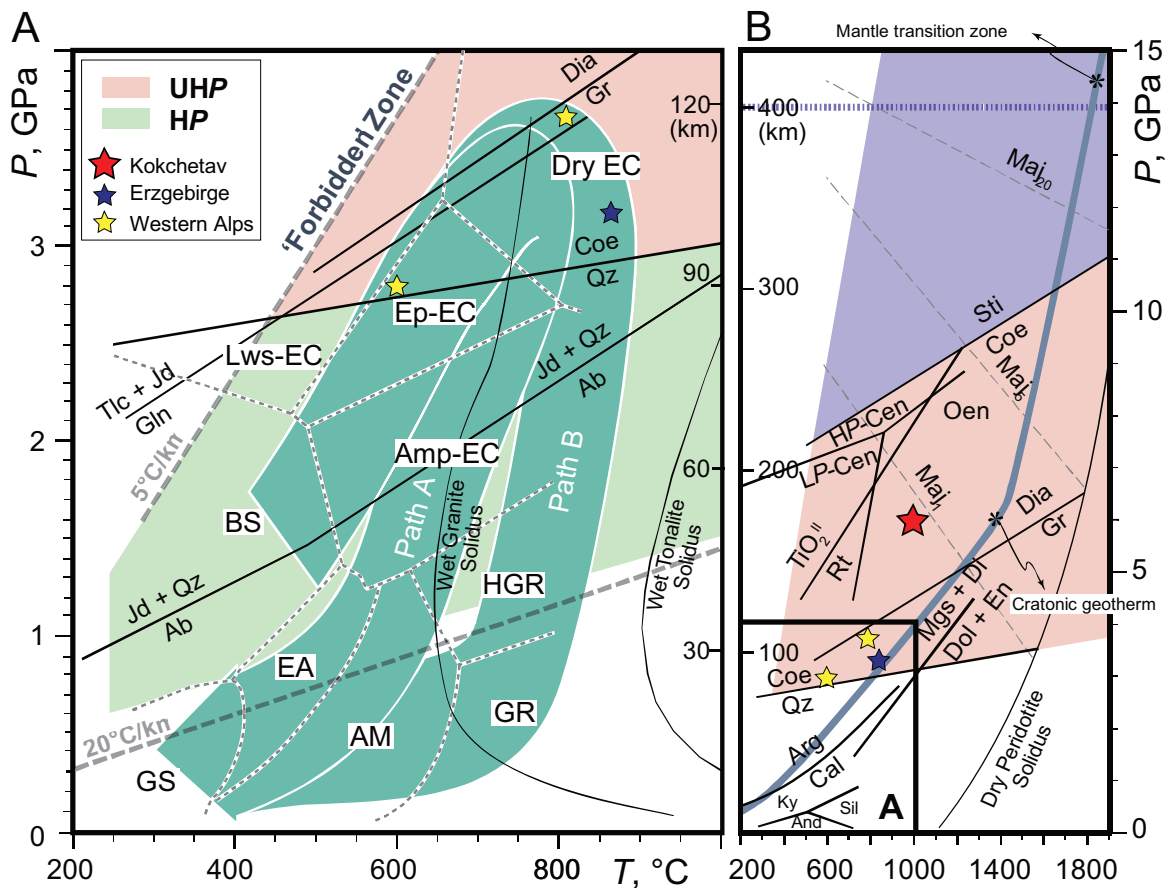 A
B
Mantle transition zone
P, GPa
UHP
HP
Kokchetav
Erzgebirge
Western Alps
'Forbidden' Zone
5°C/kn
20°C/kn
Dia
Gr
120
(km)
Dry EC
Coe
Qz
90
Ep-EC
Lws-EC
Tlc + Jd
Gln
Jd + Qz
Ab
Amp-EC
BS
Path A
Path B
Wet Granite
Solidus
Wet Tonalite
Solidus
60
Jd + Qz
Ab
HGR
EA
30
GR
AM
GS
3
2
1
0
200
400
600
800
T, °C
15
P, GPa
400
(km)
Maj20
300
10
Sti
Coe
Maj5
HP-Cen
Oen
LP-Cen
200
Maj1
Dia
Gr
TiO2II
Rt
5
Mgs + Di
Dol + En
Cratonic geotherm
100
Coe
Qz
Arg
Cal
Dry Peridotite
Solidus
Ky
Sil
And
A
0
200
600
1000
1400
1800